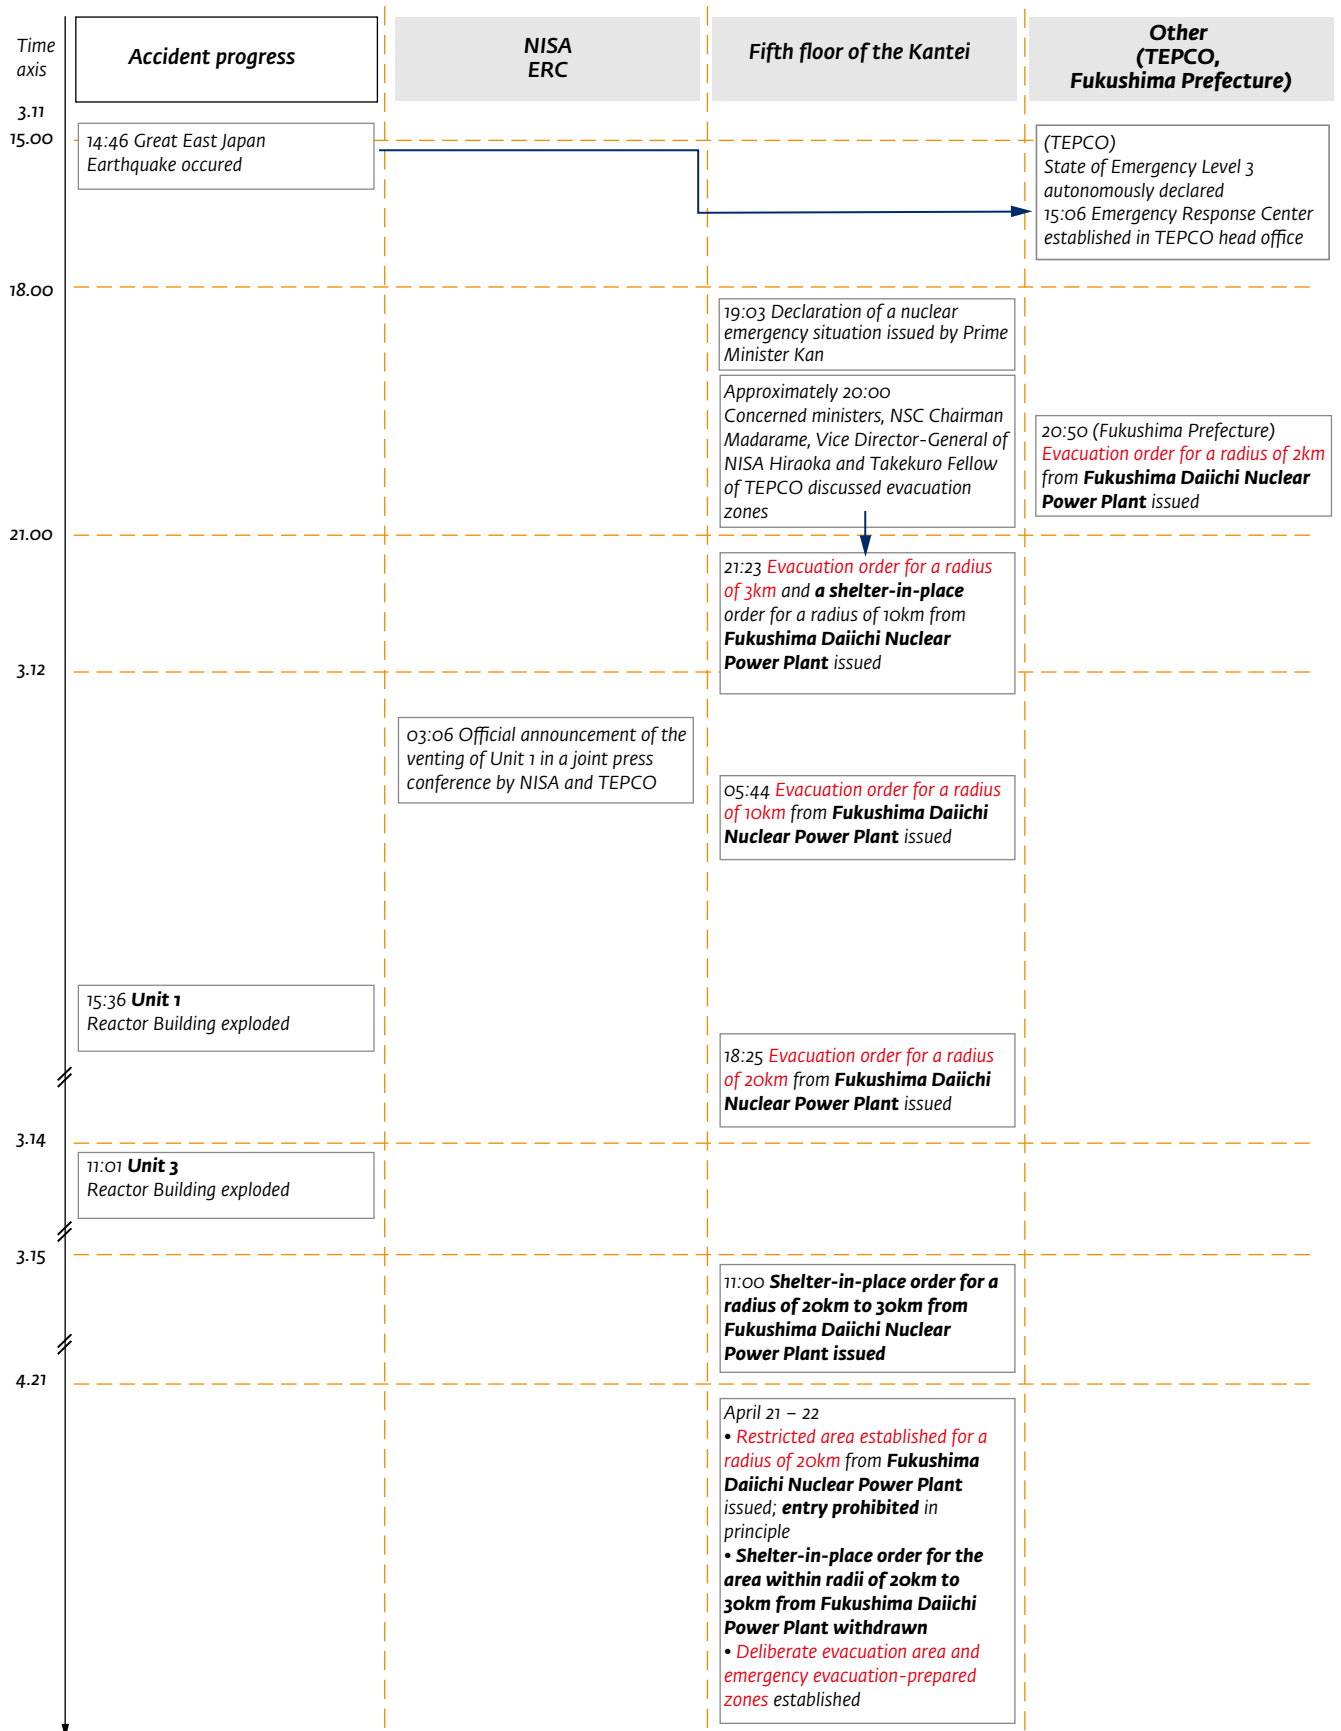 Time
axis
Accident progress
NISA
ERC
Fifth floor of the Kantei
Other
(TEPCO,
Fukushima Prefecture)
3.11
15.00
14:46 Great East Japan
Earthquake occured
(TEPCO)
State of Emergency Level 3
autonomously declared
15:06 Emergency Response Center
established in TEPCO head office
18.00
19:03 Declaration of a nuclear
emergency situation issued by Prime
Minister Kan
Approximately 20:00
Concerned ministers, NSC Chairman
Madarame, Vice Director-General of
NISA Hiraoka and Takekuro Fellow
of TEPCO discussed evacuation
zones
20:50 (Fukushima Prefecture)
Evacuation order for a radius of 2km
from Fukushima Daiichi Nuclear
Power Plant issued
21.00
21:23 Evacuation order for a radius
of 3km and a shelter-in-place
order for a radius of 10km from
Fukushima Daiichi Nuclear
Power Plant issued
3.12
03:06 Official announcement of the
venting of Unit 1 in a joint press
conference by NISA and TEPCO
05:44 Evacuation order for a radius
of 10km from Fukushima Daiichi
Nuclear Power Plant issued
15:36 Unit 1
Reactor Building exploded
18:25 Evacuation order for a radius
of 20km from Fukushima Daiichi
Nuclear Power Plant issued
3.14
11:01 Unit 3
Reactor Building exploded
3.15
11:00 Shelter-in-place order for a
radius of 20km to 30km from
Fukushima Daiichi Nuclear
Power Plant issued
4.21
April 21 – 22
• Restricted area established for a
radius of 20km from Fukushima
Daiichi Nuclear Power Plant
issued; entry prohibited in
principle
• Shelter-in-place order for the
area within radii of 20km to
30km from Fukushima Daiichi
Power Plant withdrawn
• Deliberate evacuation area and
emergency evacuation-prepared
zones established